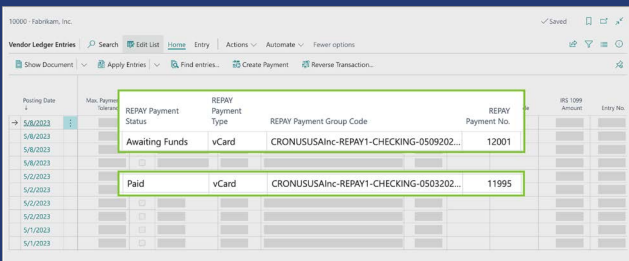 10000 · Fabrikam, Inc.
✓ Saved
Vendor Ledger Entries Search Edit List Home Entry Actions Automate Fewer options
Show Document Apply Entries Find entries... Create Payment Reverse Transaction...
Posting Date Max. Payment Tolerance IRS 1099 Amount Entry No.
REPAY Payment Status REPAY Payment Type REPAY Payment Group Code REPAY Payment No.
5/8/2023
5/8/2023
Awaiting Funds vCard CRONUSUSAInc-REPAY1-CHECKING-0509202... 12001
5/8/2023
5/8/2023
5/2/2023
5/2/2023
Paid vCard CRONUSUSAInc-REPAY1-CHECKING-0503202... 11995
5/2/2023
5/2/2023
5/1/2023
5/1/2023